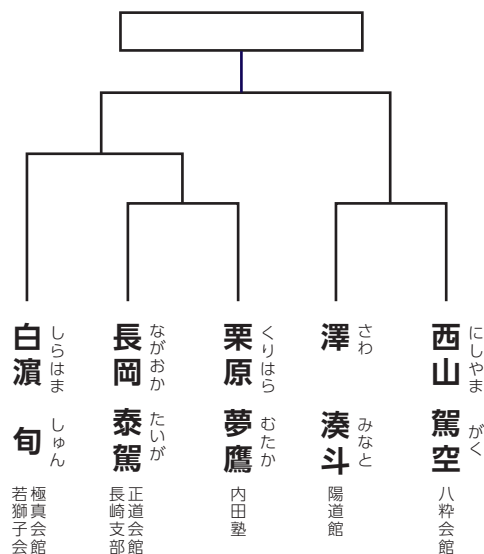 白濵 旬
しらはま しゅん
極真会館
若獅子会
長岡 泰駕
ながおか たいが
正道会館
長崎支部
栗原 夢鷹
くりはら むたか
内田塾
澤 湊斗
さわ みなと
陽道館
西山 駕空
にしやま がく
八粋会館